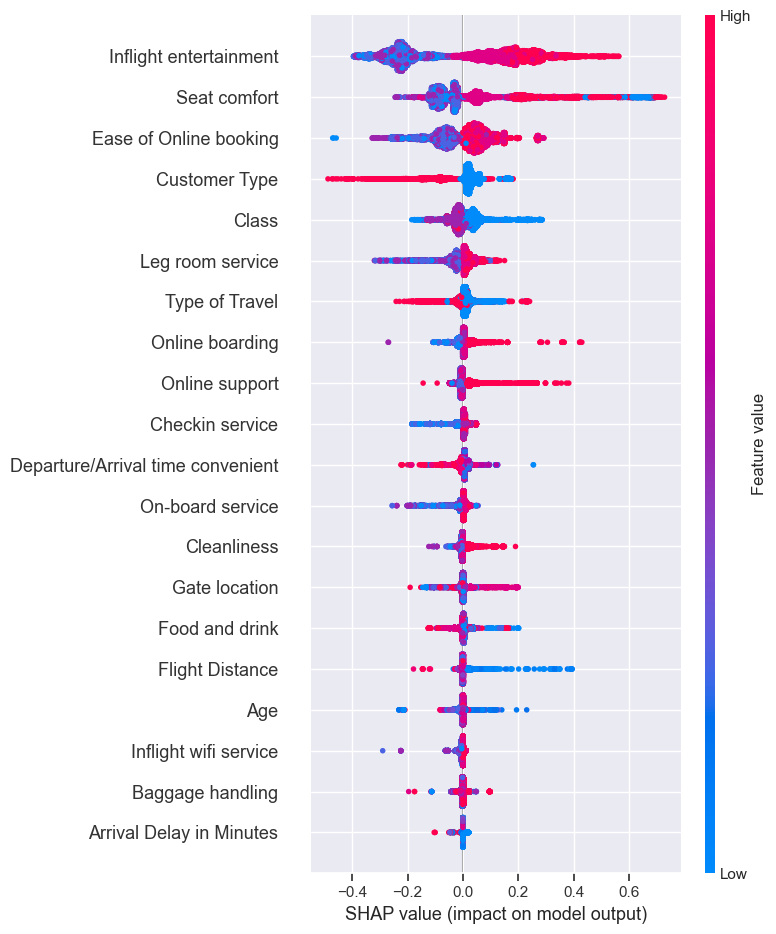 High
Inflight entertainment
Seat comfort
Ease of Online booking
Customer Type
Class
Leg room service
Type of Travel
Online boarding
Online support
Checkin service
Departure/Arrival time convenient
On-board service
Cleanliness
Gate location
Food and drink
Flight Distance
Age
Inflight wifi service
Baggage handling
Arrival Delay in Minutes
Feature value
Low
−0.4 −0.2 0.0 0.2 0.4 0.6
SHAP value (impact on model output)